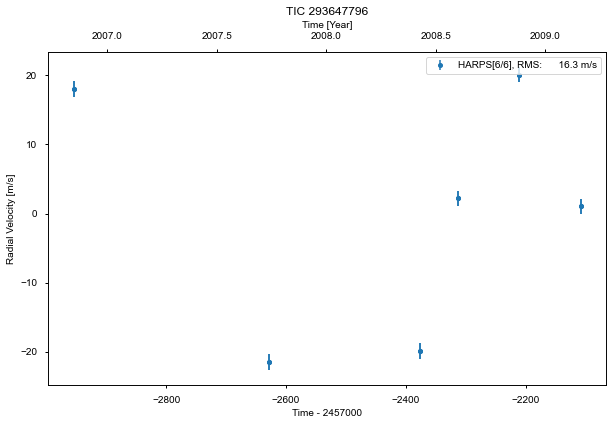 TIC 293647796
Time [Year]
2007.0 2007.5 2008.0 2008.5 2009.0
HARPS[6/6], RMS: 16.3 m/s
20
10
0
−10
−20
Radial Velocity [m/s]
−2800 −2600 −2400 −2200
Time - 2457000